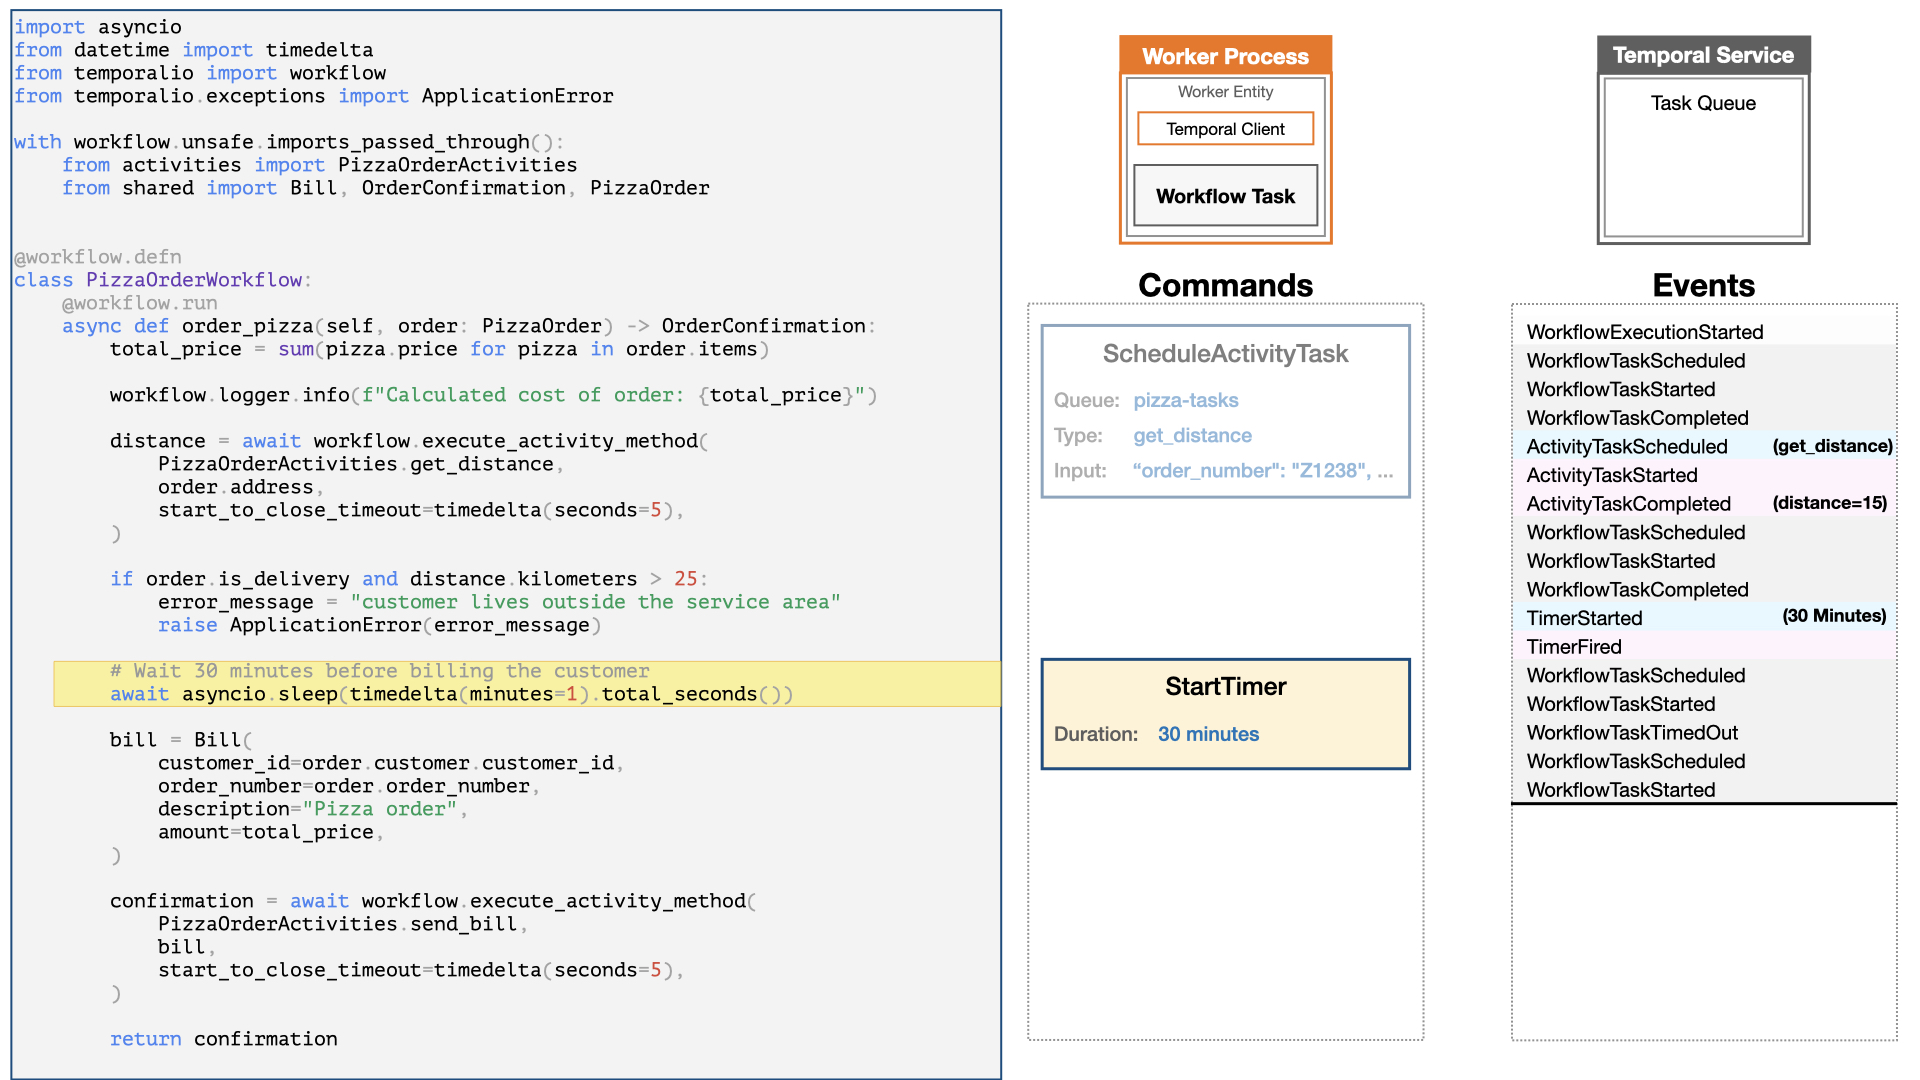 import asyncio
from datetime import timedelta
from temporalio import workflow
from temporalio.exceptions import ApplicationError
with workflow.unsafe.imports_passed_through():
    from activities import PizzaOrderActivities
    from shared import Bill, OrderConfirmation, PizzaOrder
@workflow.defn
class PizzaOrderWorkflow:
    @workflow.run
    async def order_pizza(self, order: PizzaOrder) -> OrderConfirmation:
        total_price = sum(pizza.price for pizza in order.items)
        workflow.logger.info(f"Calculated cost of order: {total_price}")
        distance = await workflow.execute_activity_method(
            PizzaOrderActivities.get_distance,
            order.address,
            start_to_close_timeout=timedelta(seconds=5),
        )
        if order.is_delivery and distance.kilometers > 25:
            error_message = "customer lives outside the service area"
            raise ApplicationError(error_message)
        # Wait 30 minutes before billing the customer
        await asyncio.sleep(timedelta(minutes=1).total_seconds())
        bill = Bill(
            customer_id=order.customer.customer_id,
            order_number=order.order_number,
            description="Pizza order",
            amount=total_price,
        )
        confirmation = await workflow.execute_activity_method(
            PizzaOrderActivities.send_bill,
            bill,
            start_to_close_timeout=timedelta(seconds=5),
        )
        return confirmation
Worker Process
Worker Entity
Temporal Client
Workflow Task
Commands
ScheduleActivityTask
Queue: pizza-tasks
Type: get_distance
Input: “order_number": "Z1238", ...
StartTimer
Duration: 30 minutes
Temporal Service
Task Queue
Events
WorkflowExecutionStarted
WorkflowTaskScheduled
WorkflowTaskStarted
WorkflowTaskCompleted
ActivityTaskScheduled (get_distance)
ActivityTaskStarted
ActivityTaskCompleted (distance=15)
WorkflowTaskScheduled
WorkflowTaskStarted
WorkflowTaskCompleted
TimerStarted (30 Minutes)
TimerFired
WorkflowTaskScheduled
WorkflowTaskStarted
WorkflowTaskTimedOut
WorkflowTaskScheduled
WorkflowTaskStarted